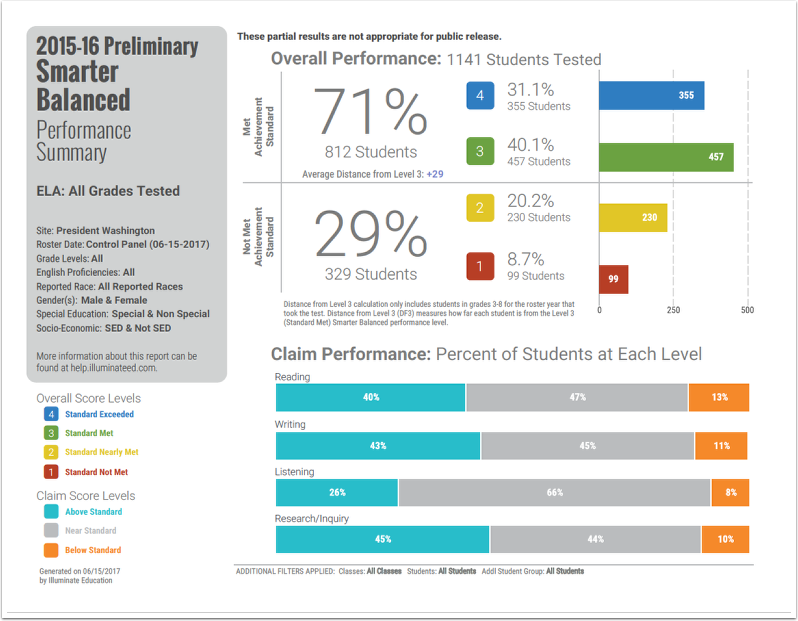 2015-16 Preliminary
Smarter
Balanced
Performance
Summary
ELA: All Grades Tested
Site: President Washington
Roster Date: Control Panel (06-15-2017)
Grade Levels: All
English Proficiencies: All
Reported Race: All Reported Races
Gender(s): Male & Female
Special Education: Special & Non Special
Socio-Economic: SED & Not SED
More information about this report can be
found at help.illuminateed.com.
Overall Score Levels
4 Standard Exceeded
3 Standard Met
2 Standard Nearly Met
1 Standard Not Met
Claim Score Levels
Above Standard
Near Standard
Below Standard
Generated on 06/15/2017
by Illuminate Education
These partial results are not appropriate for public release.
Overall Performance: 1141 Students Tested
Met
Achievement
Standard
71%
812 Students
Average Distance from Level 3: +29
4 31.1%
355 Students
355
3 40.1%
457 Students
457
Not Met
Achievement
Standard
29%
329 Students
2 20.2%
230 Students
230
1 8.7%
99 Students
99
0 250 500
Distance from Level 3 calculation only includes students in grades 3-8 for the roster year that
took the test. Distance from Level 3 (DF3) measures how far each student is from the Level 3
(Standard Met) Smarter Balanced performance level.
Claim Performance: Percent of Students at Each Level
Reading
40% 47% 13%
Writing
43% 45% 11%
Listening
26% 66% 8%
Research/Inquiry
45% 44% 10%
ADDITIONAL FILTERS APPLIED: Classes: All Classes Students: All Students Addl Student Group: All Students